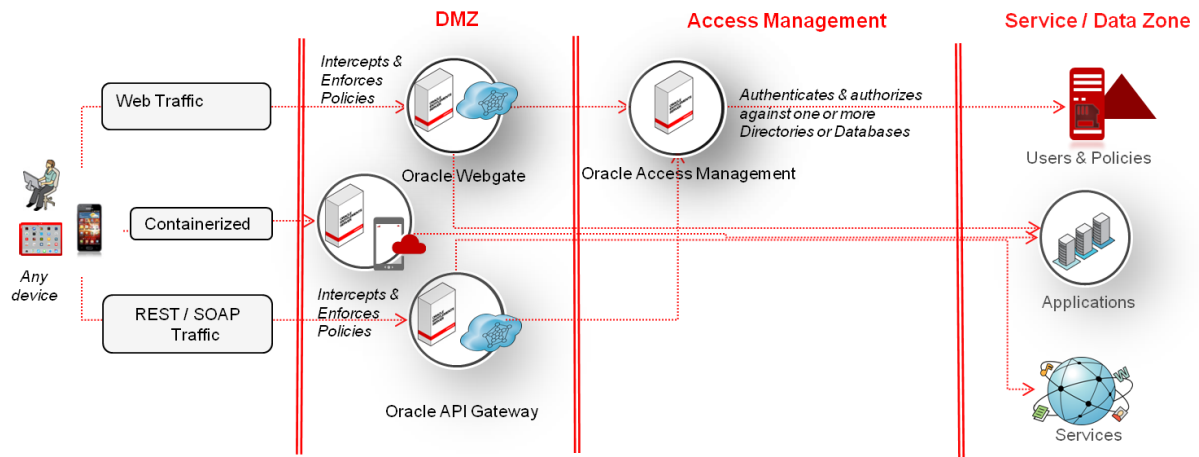 DMZ
Access Management
Service / Data Zone
Intercepts &
Enforces
Policies
Web Traffic
Authenticates & authorizes
against one or more
Directories or Databases
Oracle Webgate
Oracle Access Management
Users & Policies
Containerized
Any
device
Applications
REST / SOAP
Traffic
Intercepts &
Enforces
Policies
Oracle API Gateway
Services